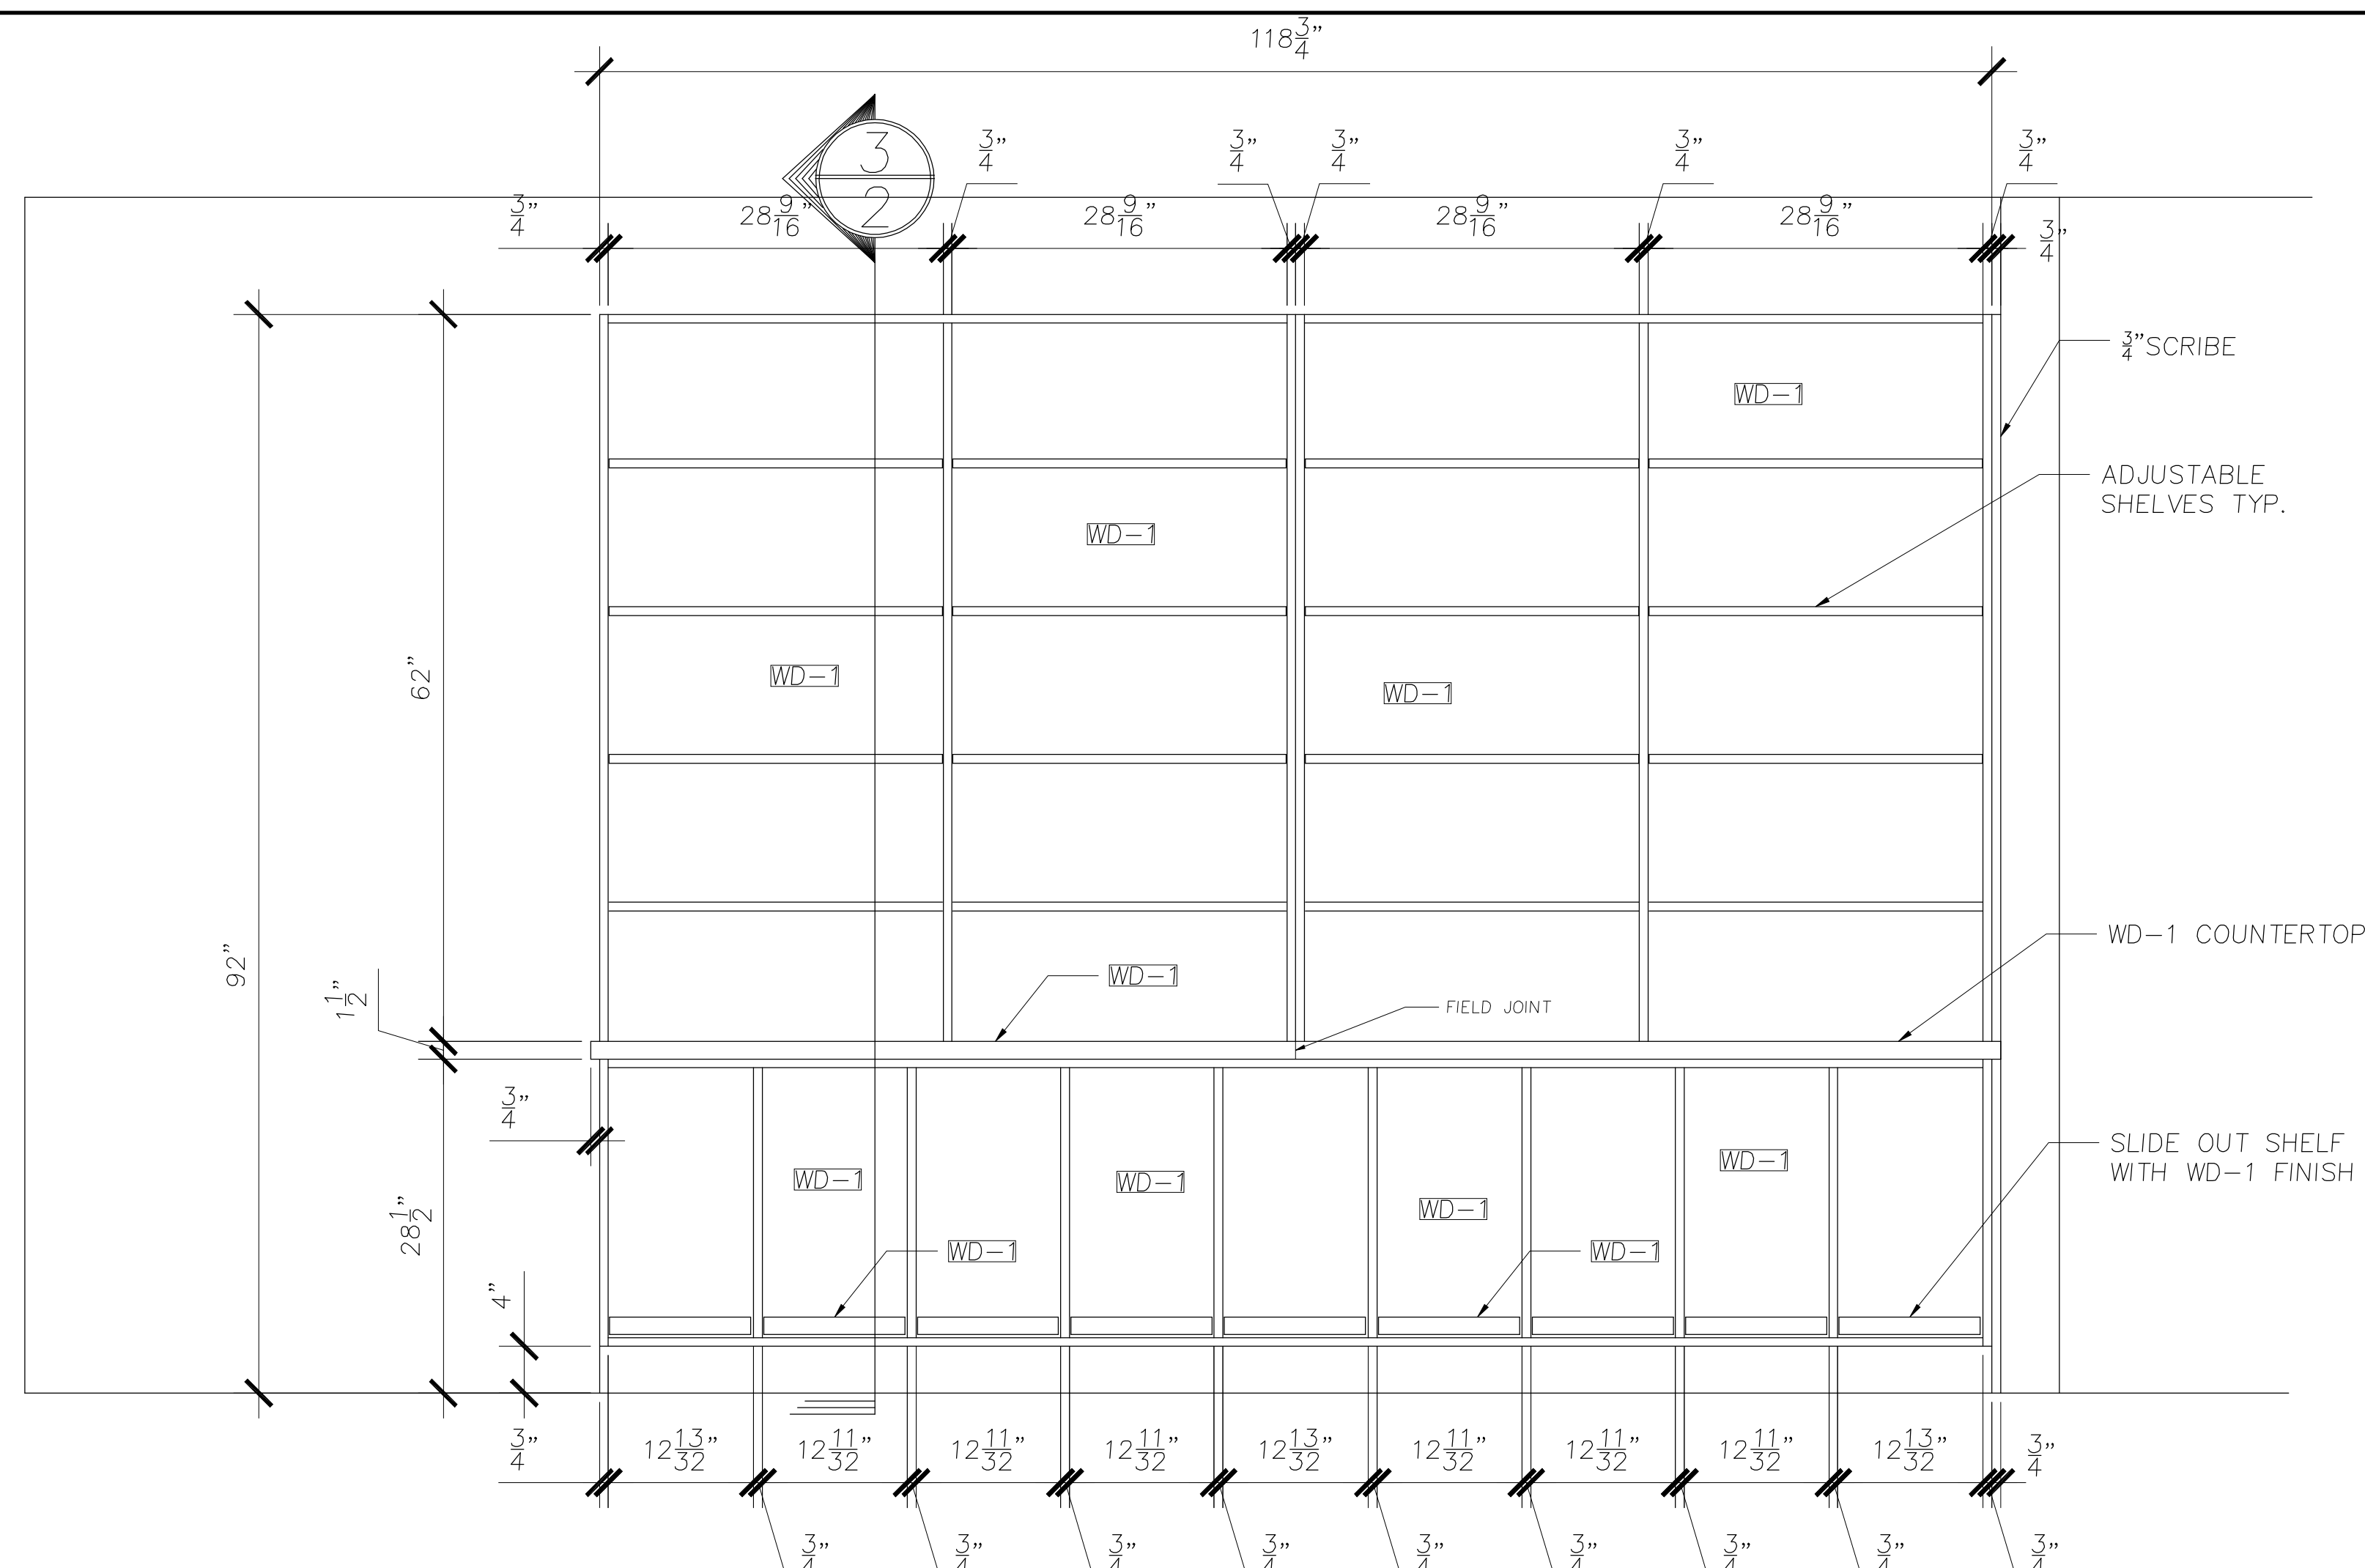 118 3/4"
3
2
3/4" 3/4" 3/4" 3/4" 3/4"
3/4" 28 9/16" 28 9/16" 28 9/16" 28 9/16" 3/4"
3/4" SCRIBE
WD-1
ADJUSTABLE
SHELVES TYP.
WD-1
62"
WD-1
WD-1
92"
WD-1 COUNTERTOP
WD-1
1 1/2"
FIELD JOINT
3/4"
SLIDE OUT SHELF
WITH WD-1 FINISH
WD-1
WD-1
WD-1
WD-1
28 1/2"
WD-1
WD-1
4"
3/4" 12 13/32" 12 11/32" 12 11/32" 12 11/32" 12 13/32" 12 11/32" 12 11/32" 12 11/32" 12 13/32" 3/4"
3/4" 3/4" 3/4" 3/4" 3/4" 3/4" 3/4" 3/4" 3/4"